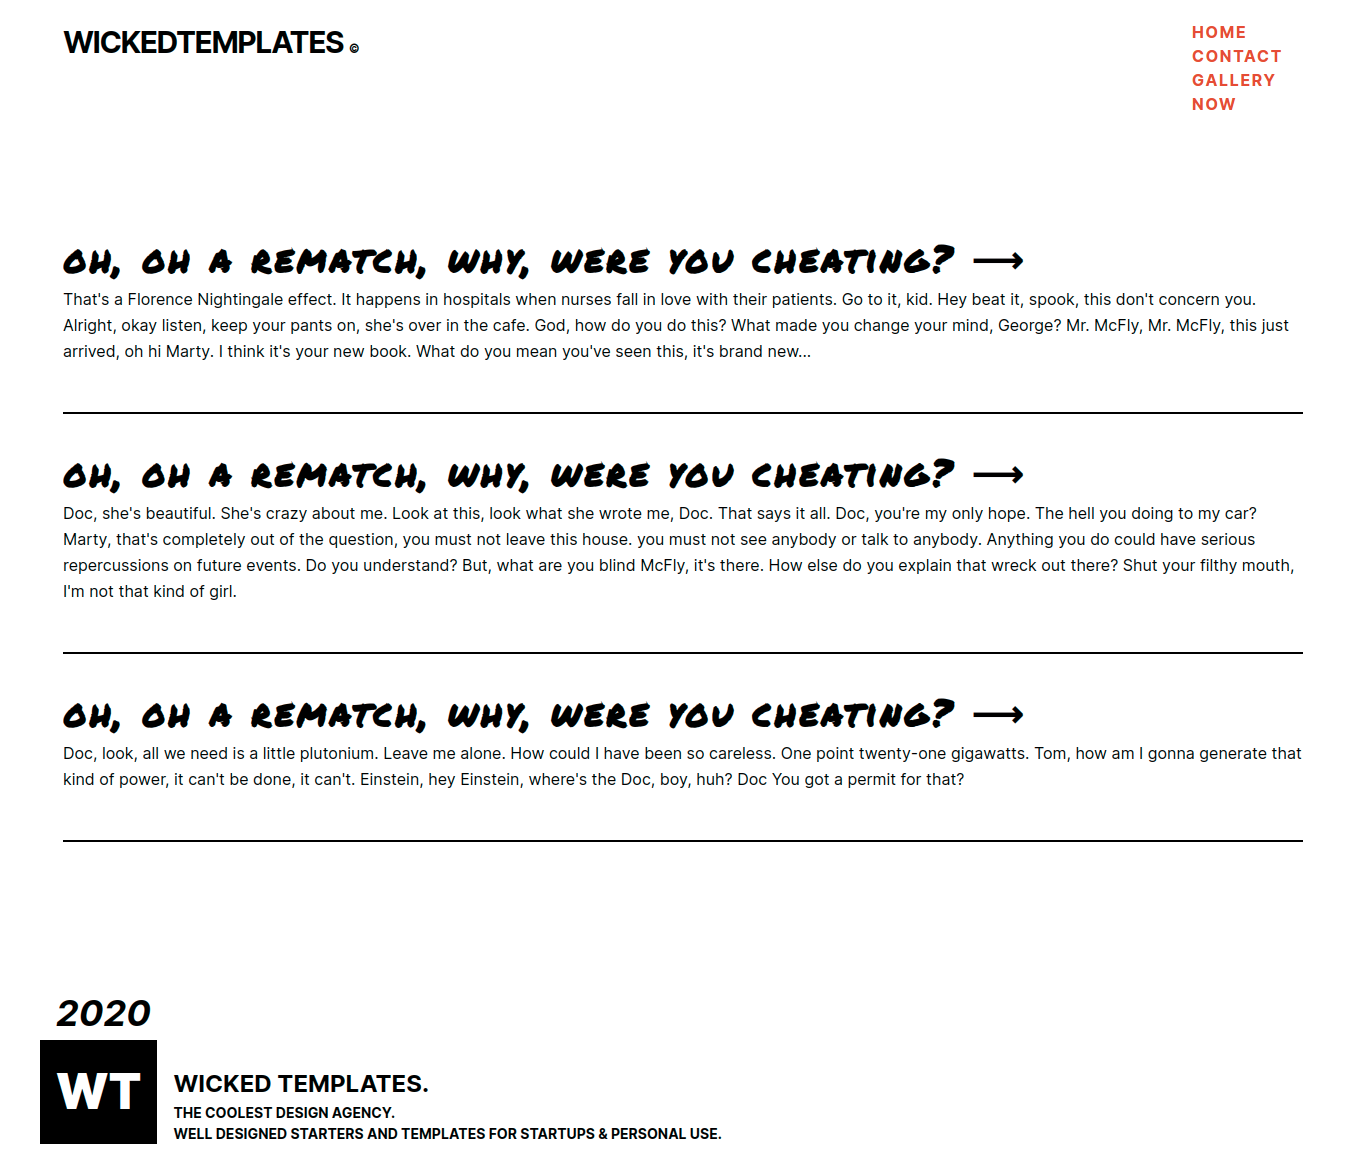 WICKEDTEMPLATES ©
HOME
CONTACT
GALLERY
NOW
OH, OH A REMATCH, WHY, WERE YOU CHEATING? ⟶
That's a Florence Nightingale effect. It happens in hospitals when nurses fall in love with their patients. Go to it, kid. Hey beat it, spook, this don't concern you.
Alright, okay listen, keep your pants on, she's over in the cafe. God, how do you do this? What made you change your mind, George? Mr. McFly, Mr. McFly, this just
arrived, oh hi Marty. I think it's your new book. What do you mean you've seen this, it's brand new...
OH, OH A REMATCH, WHY, WERE YOU CHEATING? ⟶
Doc, she's beautiful. She's crazy about me. Look at this, look what she wrote me, Doc. That says it all. Doc, you're my only hope. The hell you doing to my car?
Marty, that's completely out of the question, you must not leave this house. you must not see anybody or talk to anybody. Anything you do could have serious
repercussions on future events. Do you understand? But, what are you blind McFly, it's there. How else do you explain that wreck out there? Shut your filthy mouth,
I'm not that kind of girl.
OH, OH A REMATCH, WHY, WERE YOU CHEATING? ⟶
Doc, look, all we need is a little plutonium. Leave me alone. How could I have been so careless. One point twenty-one gigawatts. Tom, how am I gonna generate that
kind of power, it can't be done, it can't. Einstein, hey Einstein, where's the Doc, boy, huh? Doc You got a permit for that?
2020
WT
WICKED TEMPLATES.
THE COOLEST DESIGN AGENCY.
WELL DESIGNED STARTERS AND TEMPLATES FOR STARTUPS & PERSONAL USE.